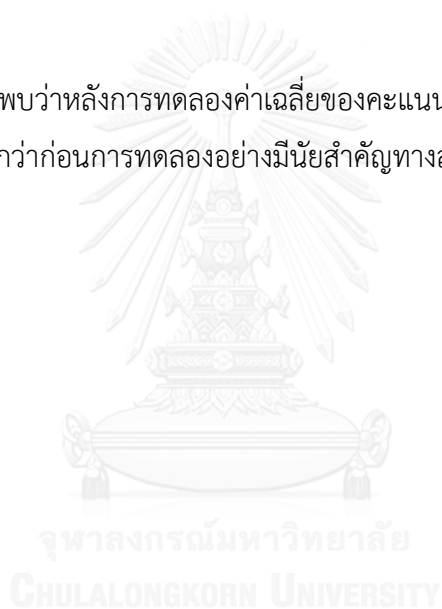 พบว่าหลังการทดลองค่าเฉลี่ยของคะแนน
กว่าก่อนการทดลองอย่างมีนัยสำคัญทาง
จุฬาลงกรณ์มหาวิทยาลัย
CHULALONGKORN UNIVERSITY